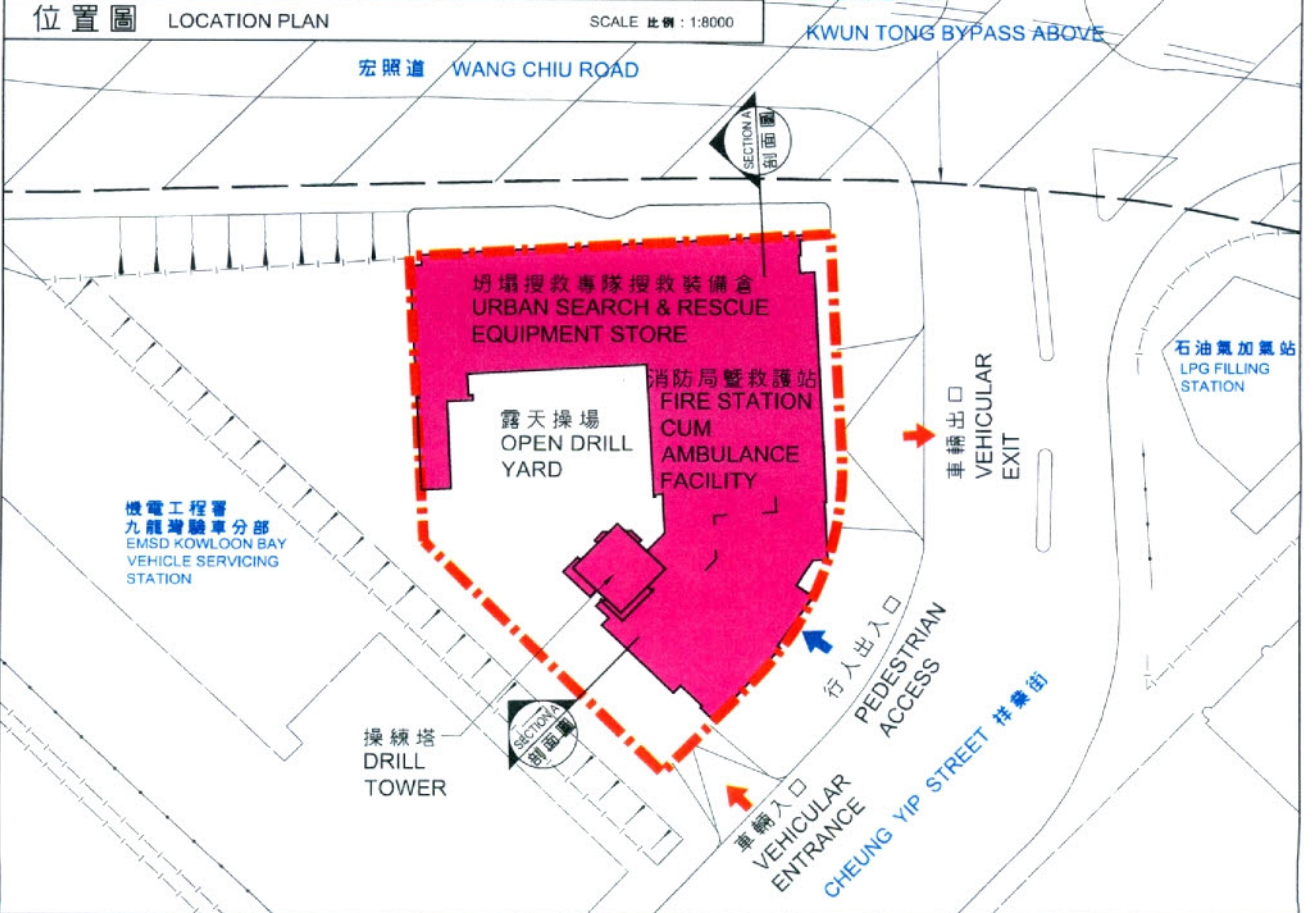 位置圖 LOCATION PLAN SCALE 比例 : 1:8000
KWUN TONG BYPASS ABOVE
宏照道 WANG CHIU ROAD
SECTION A
剖面圖
坍塌搜救專隊搜救裝備倉
URBAN SEARCH & RESCUE
EQUIPMENT STORE
消防局暨救護站
FIRE STATION
CUM
AMBULANCE
FACILITY
露天操場
OPEN DRILL
YARD
車輛出口
VEHICULAR
EXIT
石油氣加氣站
LPG FILLING
STATION
機電工程署
九龍灣驗車分部
EMSD KOWLOON BAY
VEHICLE SERVICING
STATION
行人出入口
PEDESTRIAN
ACCESS
操練塔
DRILL
TOWER
SECTION A
剖面圖
車輛入口
VEHICULAR
ENTRANCE
CHEUNG YIP STREET 祥業街